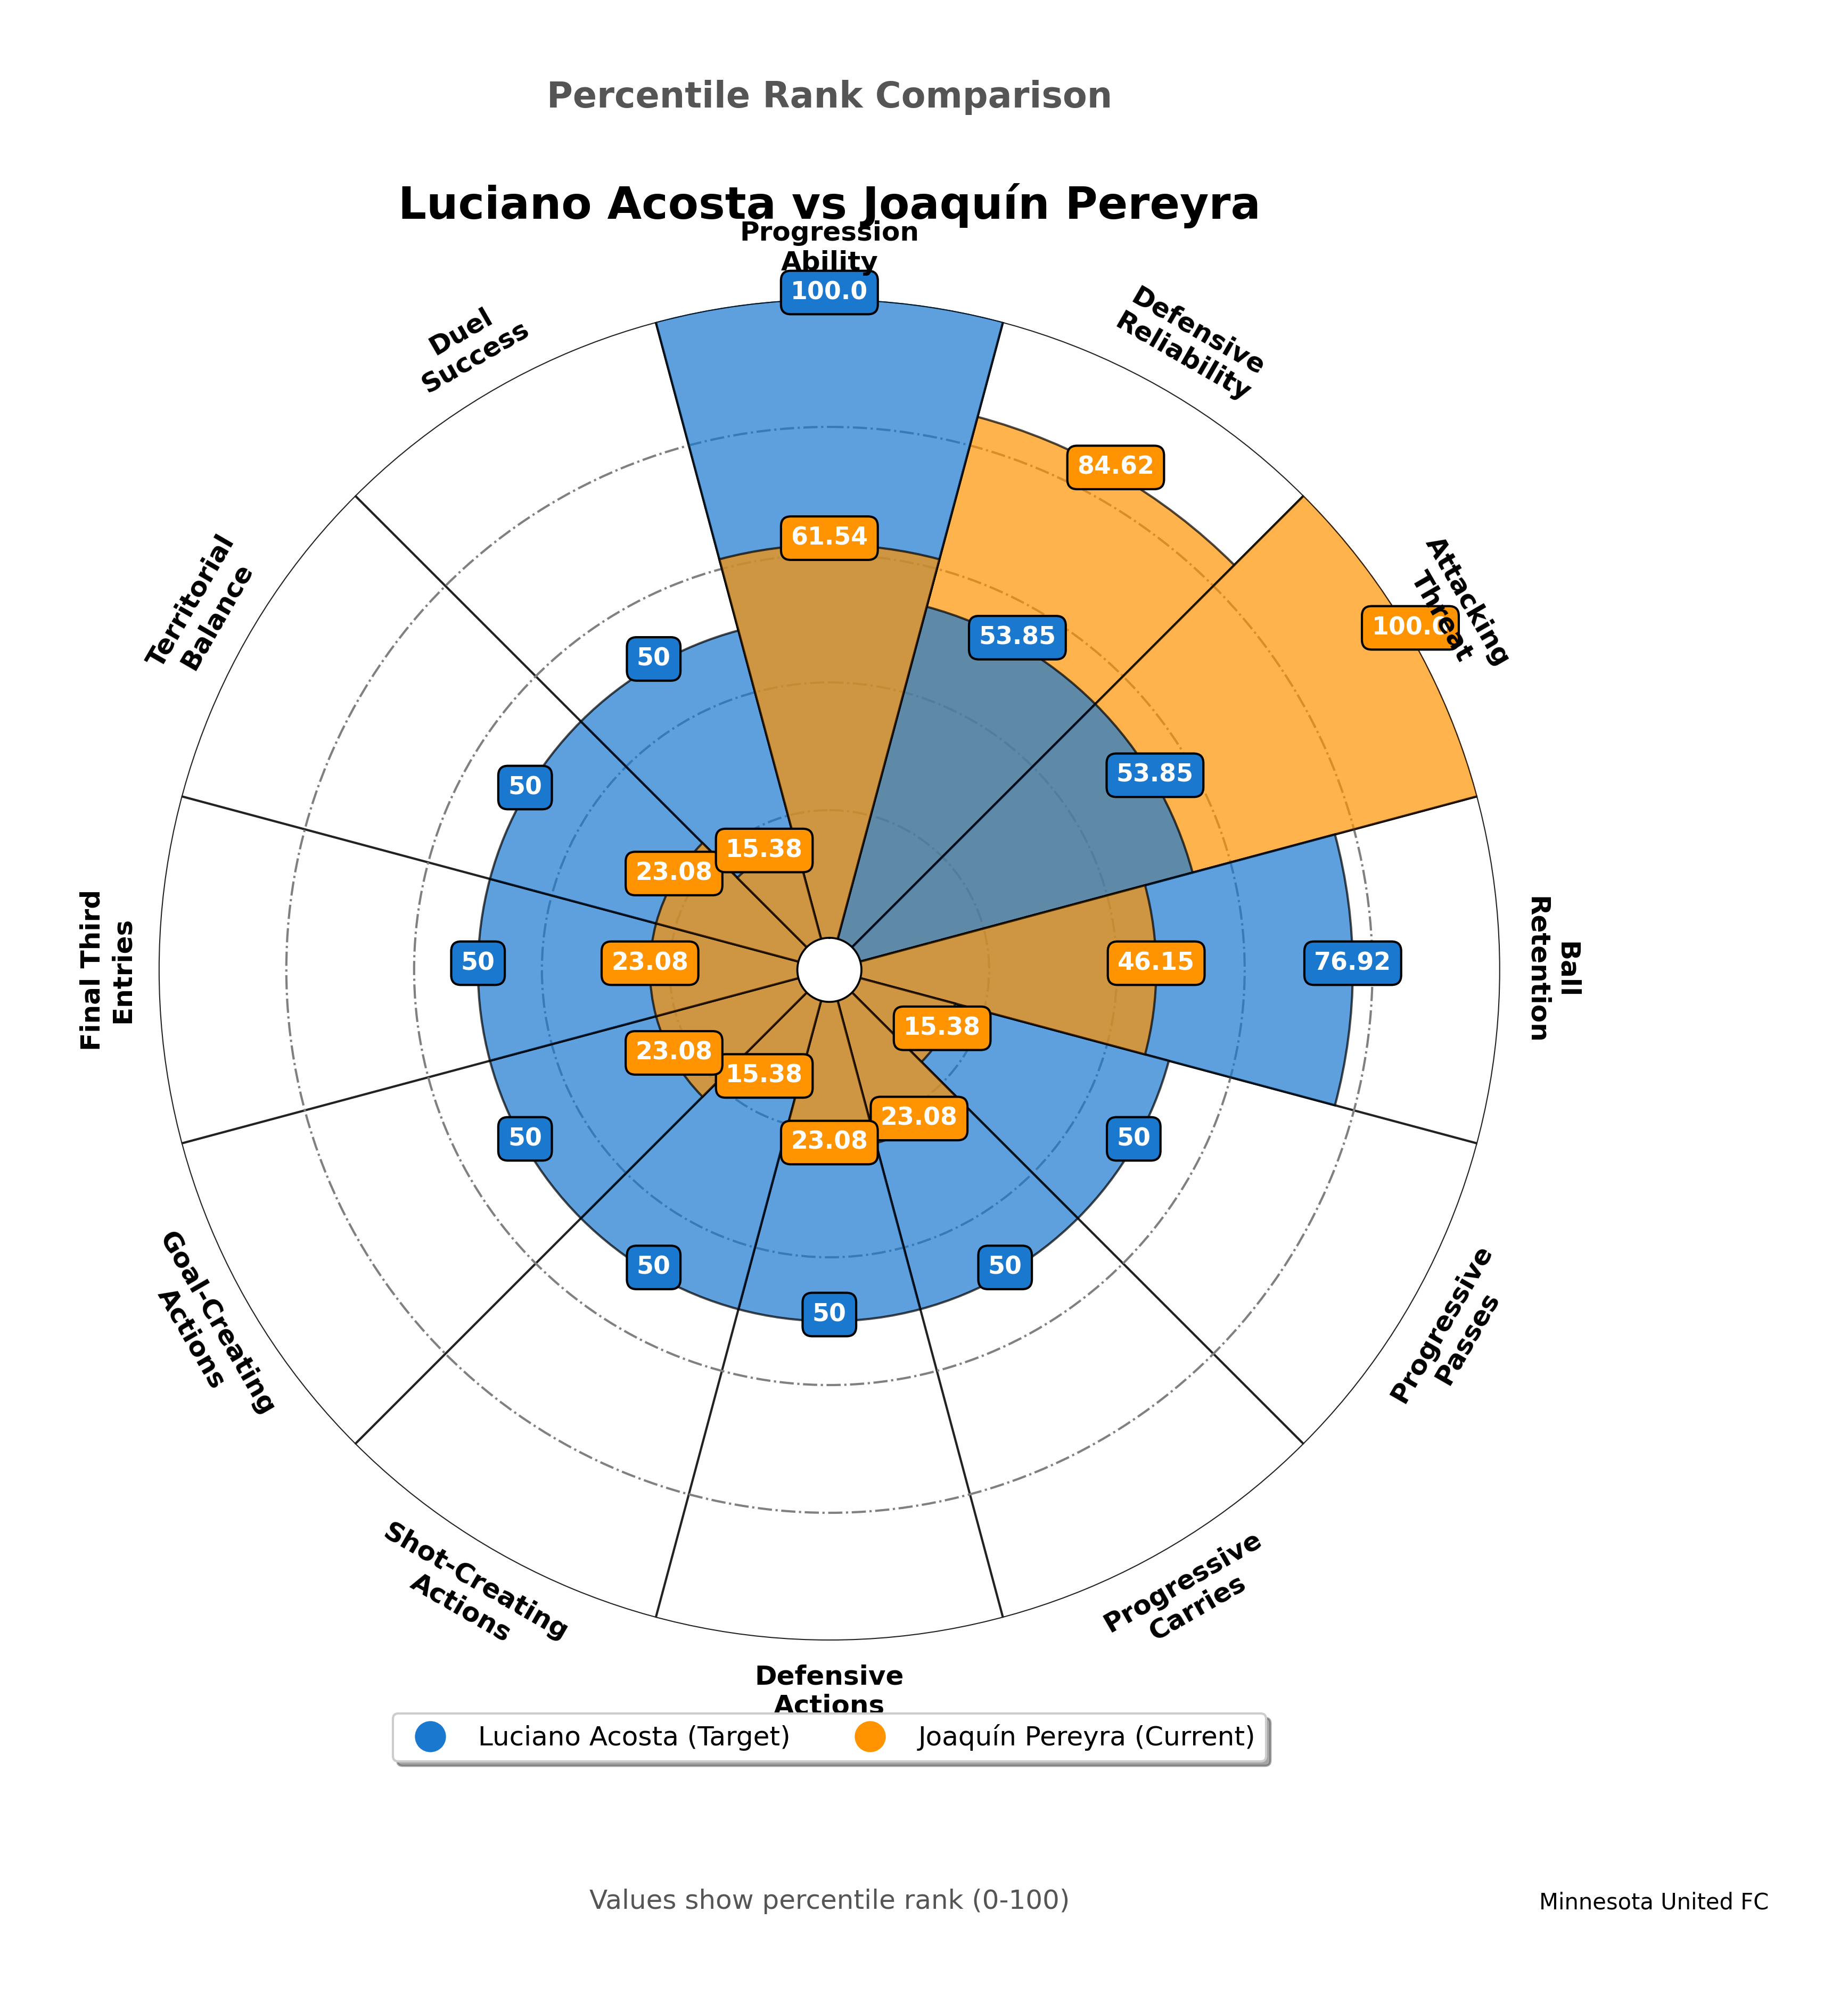 Percentile Rank Comparison
Luciano Acosta vs Joaquín Pereyra
Progression
Ability
100.0
61.54
Defensive
Reliability
84.62
53.85
Attacking
Threat
100.0
53.85
Ball
Retention
46.15
76.92
Progressive
Passes
15.38
50
Progressive
Carries
23.08
50
Defensive
Actions
23.08
50
Shot-Creating
Actions
15.38
50
Goal-Creating
Actions
23.08
50
Final Third
Entries
23.08
50
Territorial
Balance
23.08
50
Duel
Success
15.38
50
Luciano Acosta (Target)
Joaquín Pereyra (Current)
Values show percentile rank (0-100)
Minnesota United FC